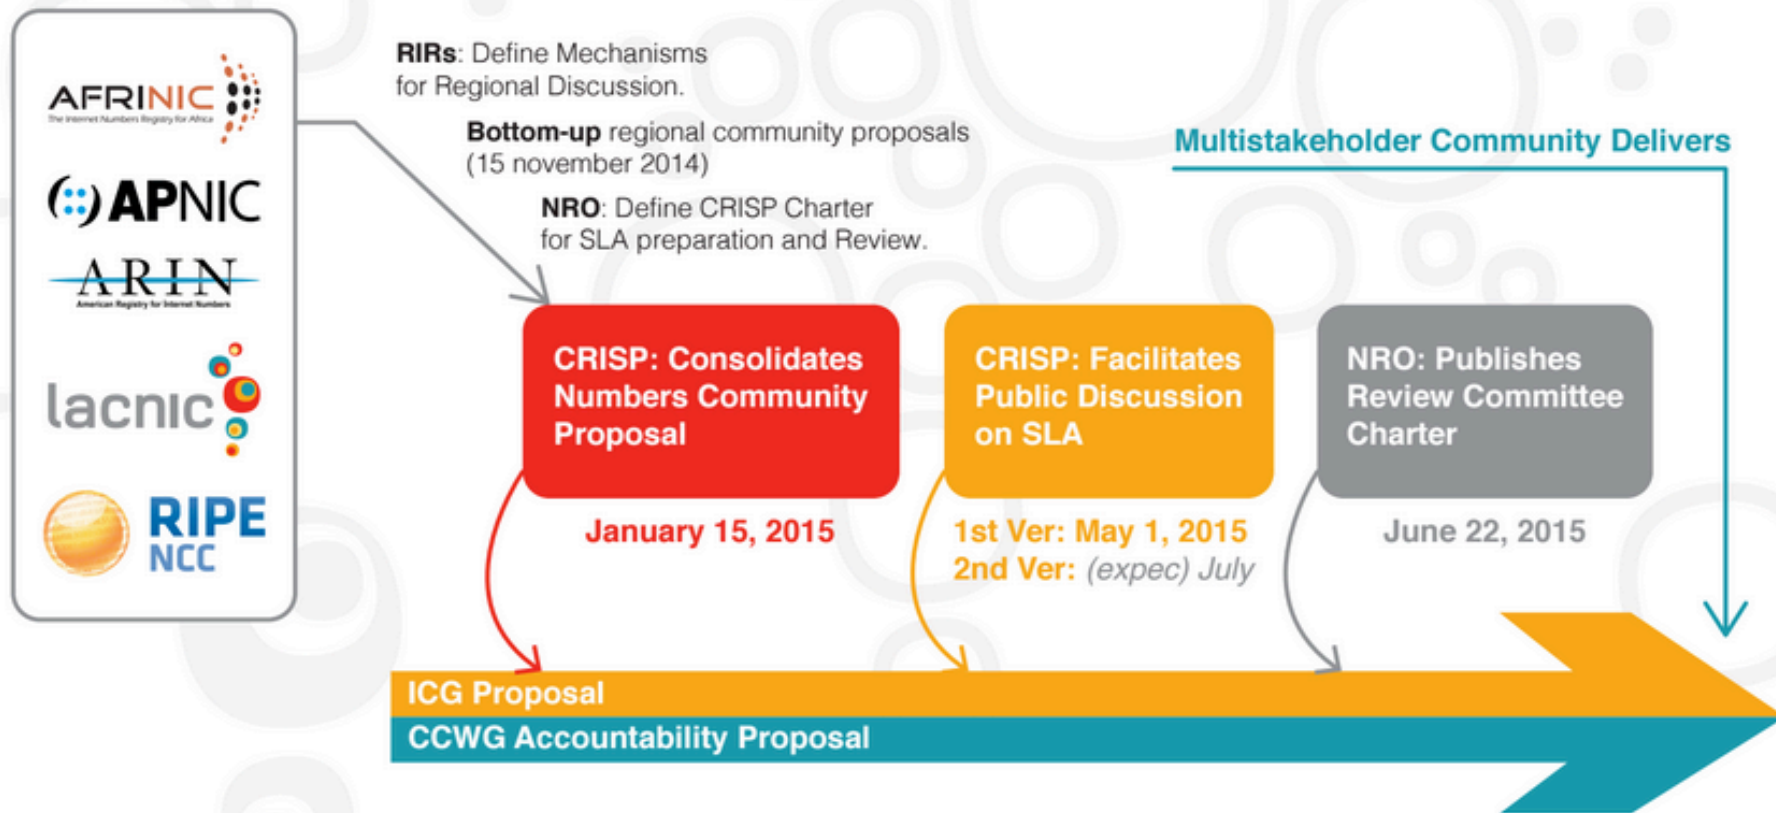 AFRINIC
The Internet Numbers Registry for Africa
APNIC
ARIN
American Registry for Internet Numbers
lacnic
RIPE
NCC
RIRs: Define Mechanisms
for Regional Discussion.
Bottom-up regional community proposals
(15 november 2014)
NRO: Define CRISP Charter
for SLA preparation and Review.
Multistakeholder Community Delivers
CRISP: Consolidates
Numbers Community
Proposal
January 15, 2015
CRISP: Facilitates
Public Discussion
on SLA
1st Ver: May 1, 2015
2nd Ver: (expec) July
NRO: Publishes
Review Committee
Charter
June 22, 2015
ICG Proposal
CCWG Accountability Proposal